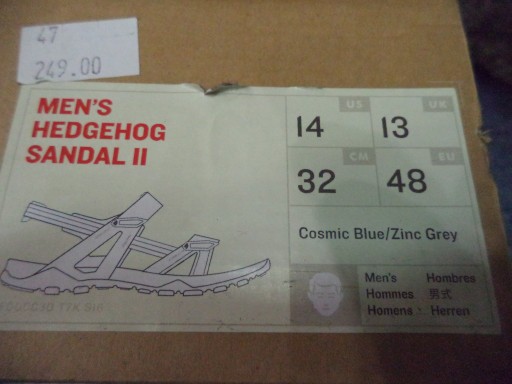 47
249.00
MEN'S
HEDGEHOG
SANDAL II
14 US 13 UK
32 CM 48 EU
Cosmic Blue/Zinc Grey
Men's Hombres
Hommes 男式
Homens Herren